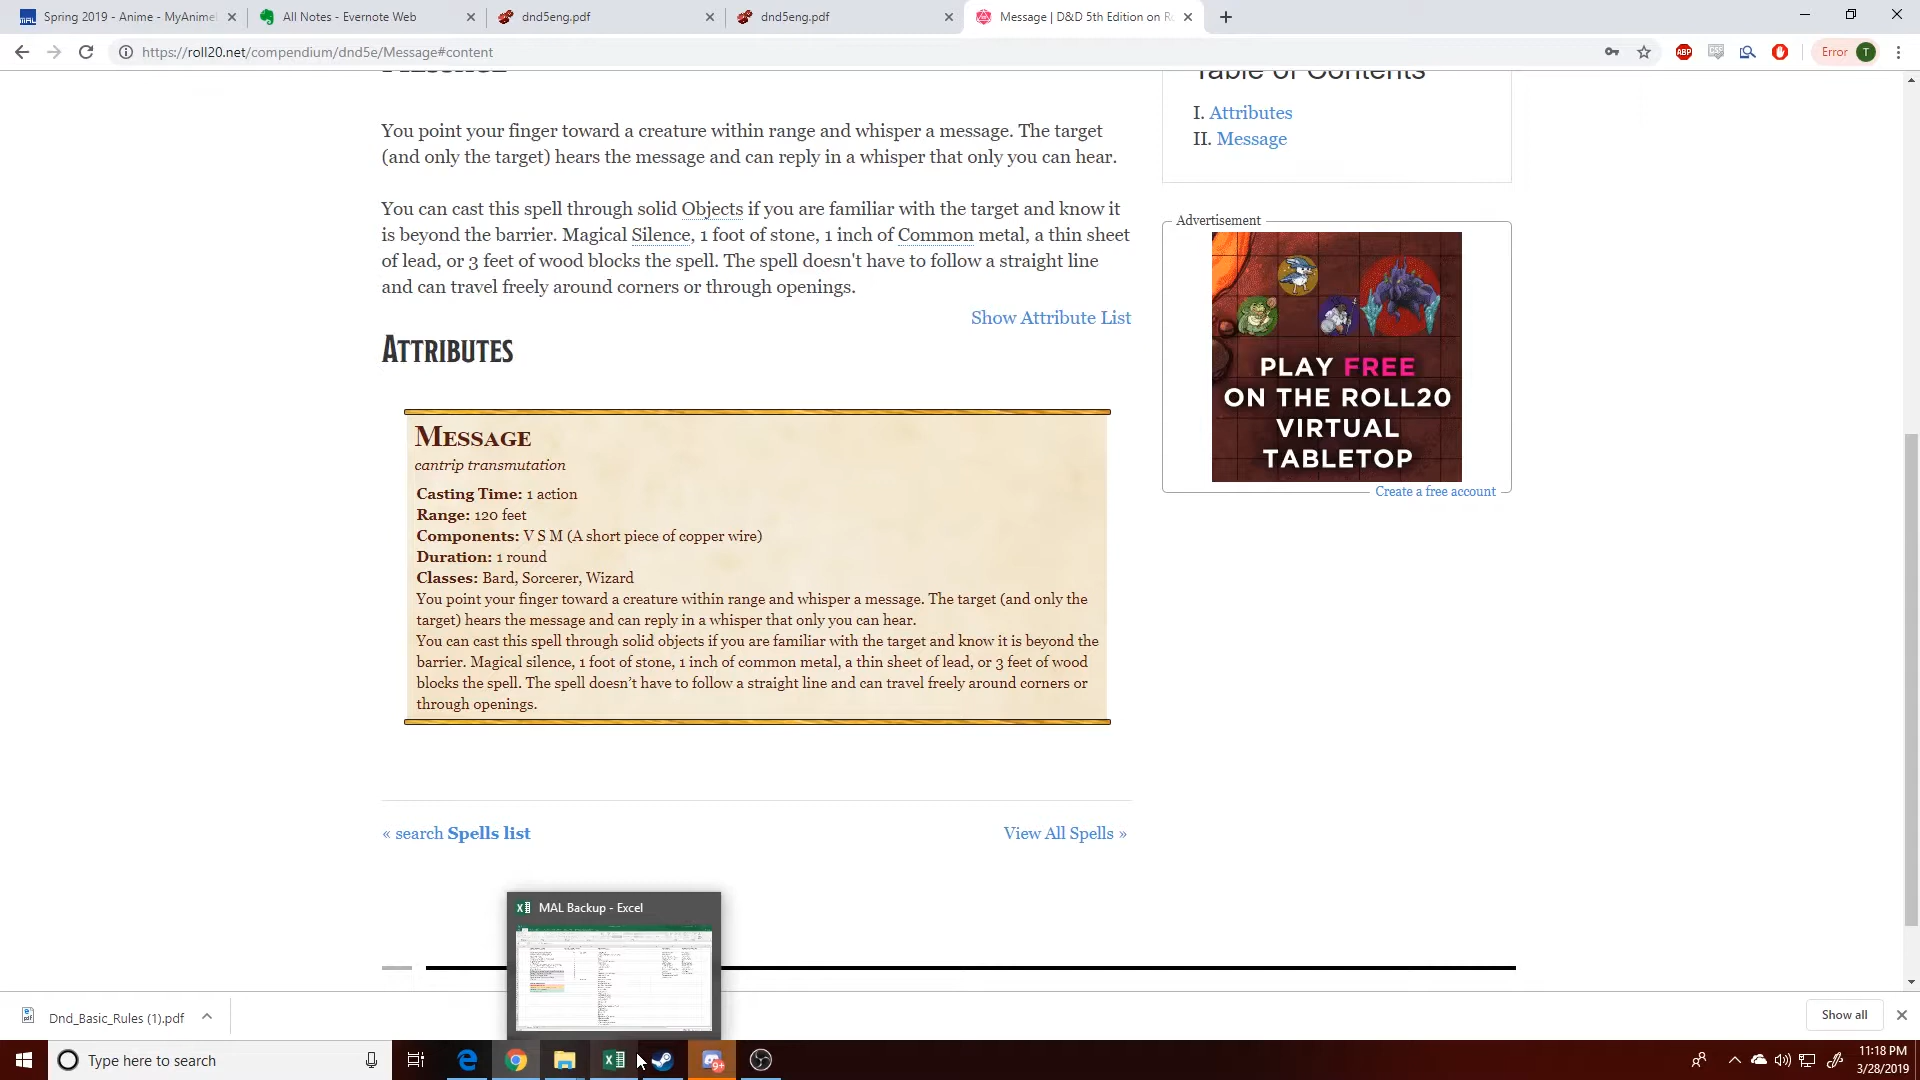 Spring 2019 - Anime - MyAnimeL
All Notes - Evernote Web
dnd5eng.pdf
dnd5eng.pdf
Message | D&D 5th Edition on Ro
https://roll20.net/compendium/dnd5e/Message#content
ABP
CSS
Error
T
Table of Contents
I. Attributes
II. Message
You point your finger toward a creature within range and whisper a message. The target
(and only the target) hears the message and can reply in a whisper that only you can hear.
You can cast this spell through solid Objects if you are familiar with the target and know it
is beyond the barrier. Magical Silence, 1 foot of stone, 1 inch of Common metal, a thin sheet
of lead, or 3 feet of wood blocks the spell. The spell doesn't have to follow a straight line
and can travel freely around corners or through openings.
Show Attribute List
Attributes
Message
cantrip transmutation
Casting Time: 1 action
Range: 120 feet
Components: V S M (A short piece of copper wire)
Duration: 1 round
Classes: Bard, Sorcerer, Wizard
You point your finger toward a creature within range and whisper a message. The target (and only the
target) hears the message and can reply in a whisper that only you can hear.
You can cast this spell through solid objects if you are familiar with the target and know it is beyond the
barrier. Magical silence, 1 foot of stone, 1 inch of common metal, a thin sheet of lead, or 3 feet of wood
blocks the spell. The spell doesn’t have to follow a straight line and can travel freely around corners or
through openings.
« search Spells list
View All Spells »
Advertisement
PLAY FREE
ON THE ROLL20
VIRTUAL
TABLETOP
Create a free account
MAL Backup - Excel
Dnd_Basic_Rules (1).pdf
Show all
Type here to search
9+
11:18 PM
3/28/2019